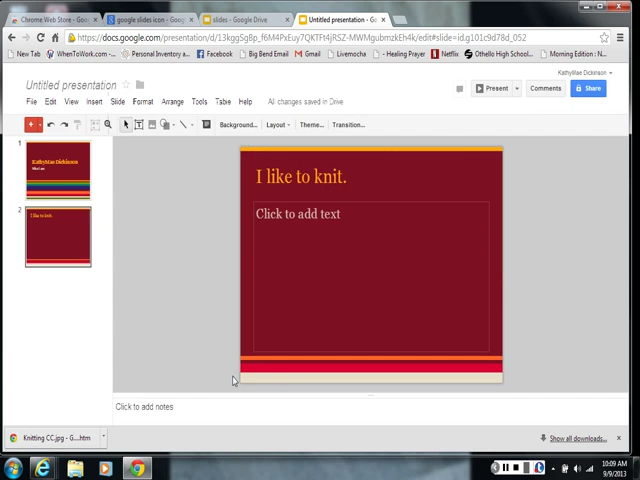 Chrome Web Store - Goog
google slides icon - Google
slides - Google Drive
Untitled presentation - Go
https://docs.google.com/presentation/d/13kggSgBp_f6M4PxEuy7QKTFt4jRSZ-MWMgubmzkEh4k/edit#slide=id.g101c9d78d_052
New Tab
WhenToWork.com -
Personal Inventory a
Facebook
Big Bend Email
Gmail
Livemocha
- Healing Prayer
Netflix
Othello High School
Morning Edition : N
KathyMae Dickinson
Untitled presentation
Present
Comments
Share
File Edit View Insert Slide Format Arrange Tools Table Help
All changes saved in Drive
Background...
Layout
Theme...
Transition...
1
KathyMae Dickinson
Who I am
2
I like to knit.
I like to knit.
Click to add text
Click to add notes
Knitting CC.jpg - G....htm
Show all downloads...
10:09 AM
9/9/2013